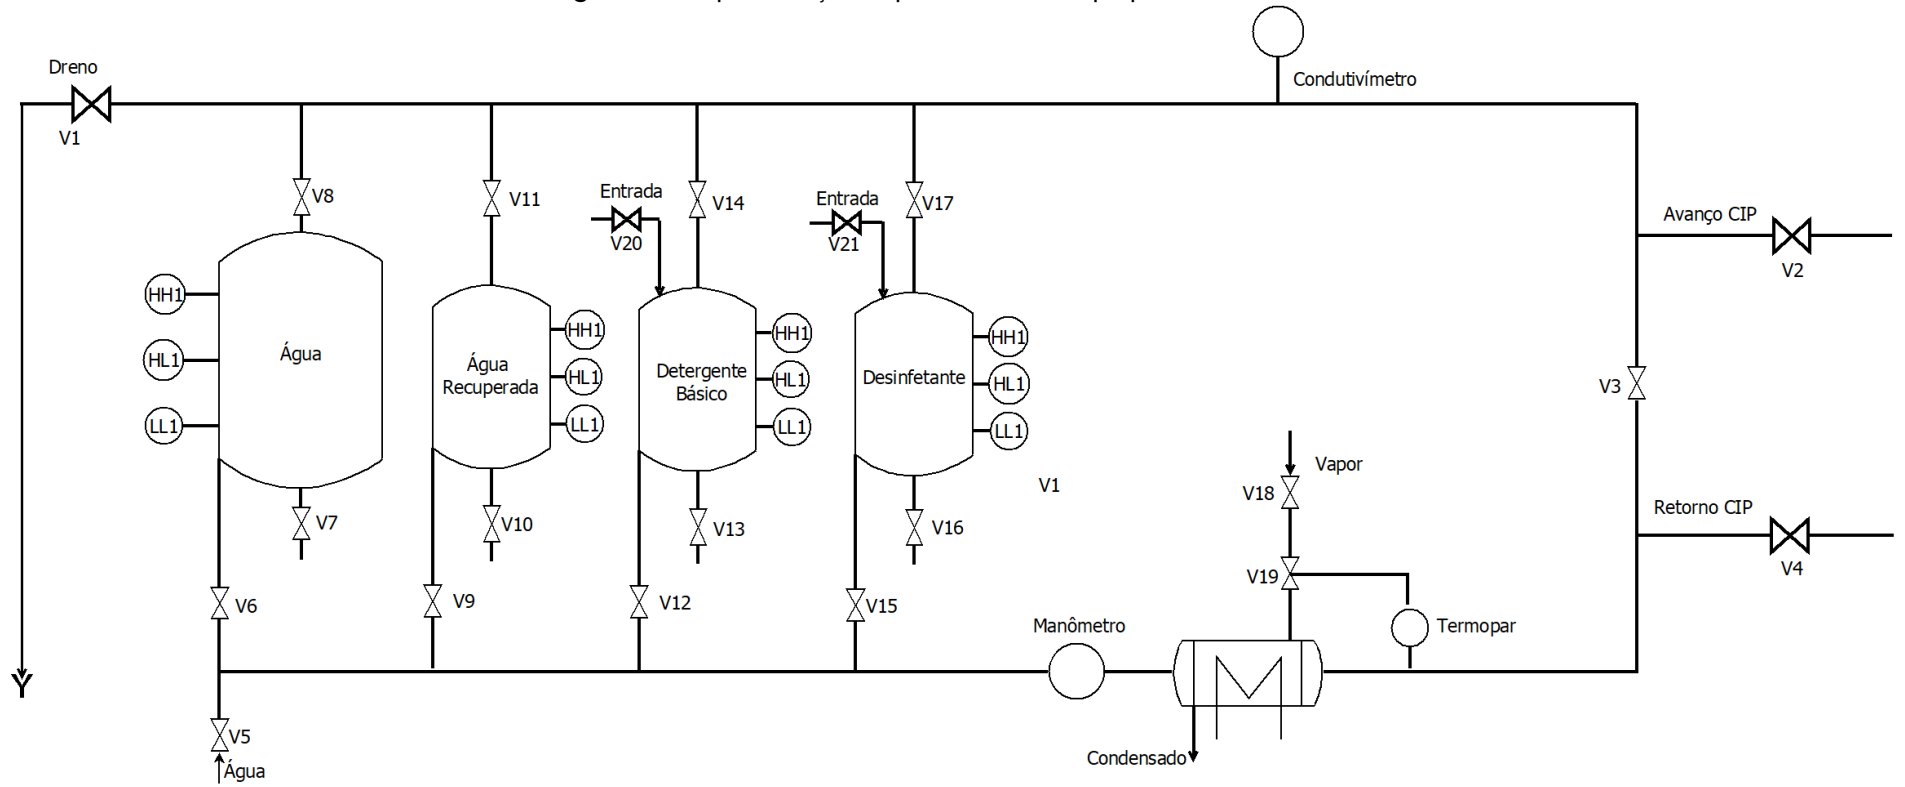 Dreno
Condutivímetro
V1
V8
V11
Entrada
V14
Entrada
V17
Avanço CIP
V20
V21
V2
HH1
HH1
HH1
HH1
Água
HL1
Água
Recuperada
HL1
Detergente
Básico
HL1
Desinfetante
HL1
V3
LL1
LL1
LL1
LL1
V1
Vapor
V18
Retorno CIP
V7
V10
V13
V16
V19
V4
V6
V9
V12
V15
Manômetro
Termopar
V5
Água
Condensado